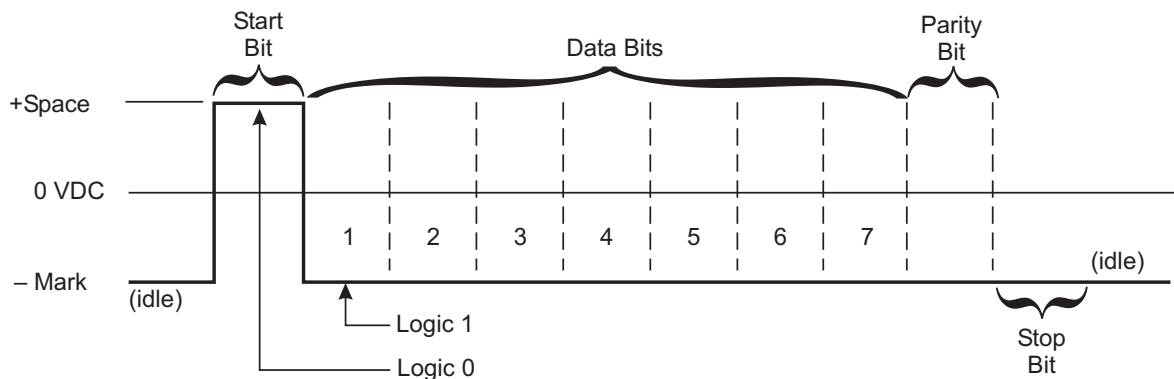 Start
Bit
Data Bits
Parity
Bit
+Space
0 VDC
1 2 3 4 5 6 7
– Mark
(idle)
(idle)
Logic 1
Logic 0
Stop
Bit